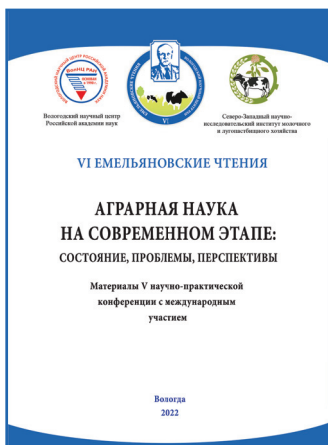 VI
Вологодский научный центр
Российской академии наук
Северо-Западный научно-
исследовательский институт молочного
и лугопастбищного хозяйства
VI ЕМЕЛЬЯНОВСКИЕ ЧТЕНИЯ
АГРАРНАЯ НАУКА
НА СОВРЕМЕННОМ ЭТАПЕ:
СОСТОЯНИЕ, ПРОБЛЕМЫ, ПЕРСПЕКТИВЫ
Материалы V научно-практической
конференции с международным
участием
Вологда
2022